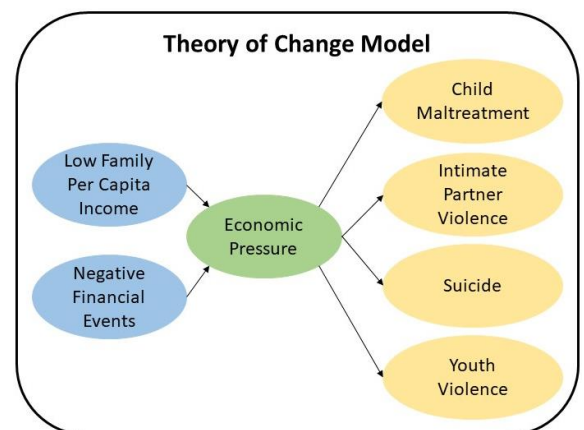 Theory of Change Model
Low Family
Per Capita
Income
Negative
Financial
Events
Economic
Pressure
Child
Maltreatment
Intimate
Partner
Violence
Suicide
Youth
Violence